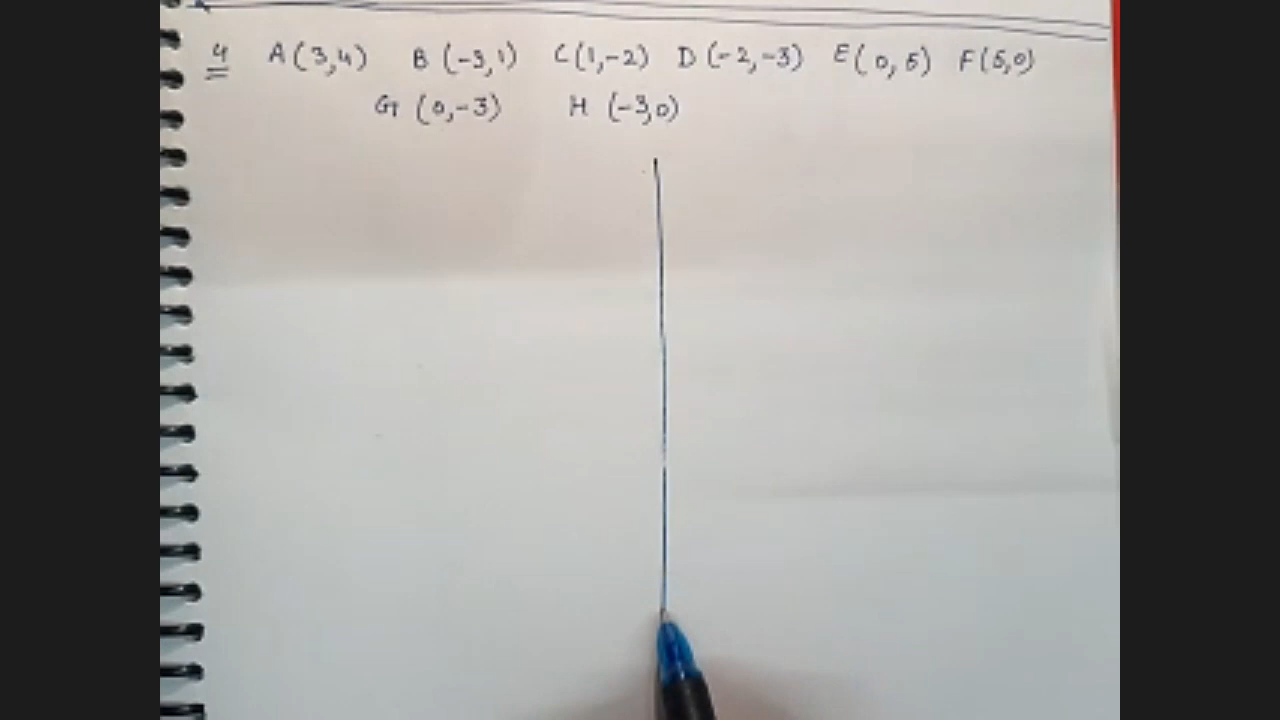 4 A(3,4) B (-3,1) C(1,-2) D (-2,-3) E( 0, 5) F(5,0)
G (0,-3) H (-3,0)